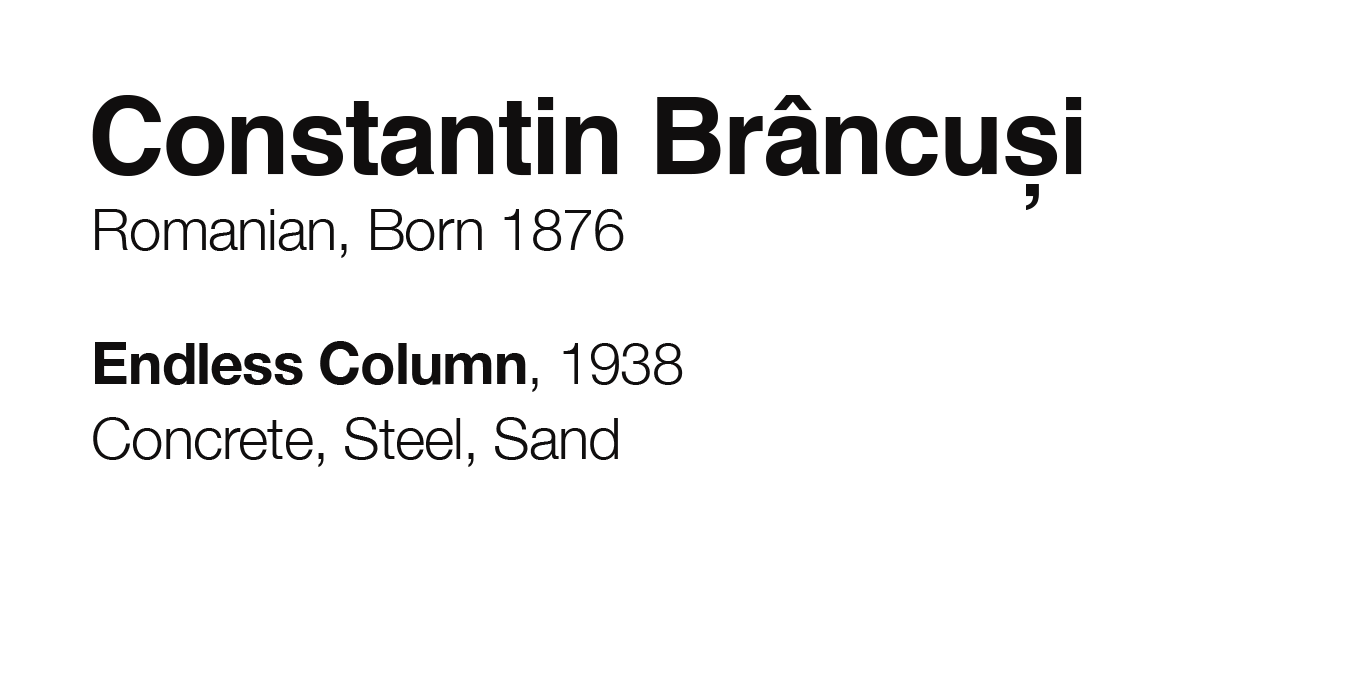 Constantin Brâncuși
Romanian, Born 1876
Endless Column, 1938
Concrete, Steel, Sand